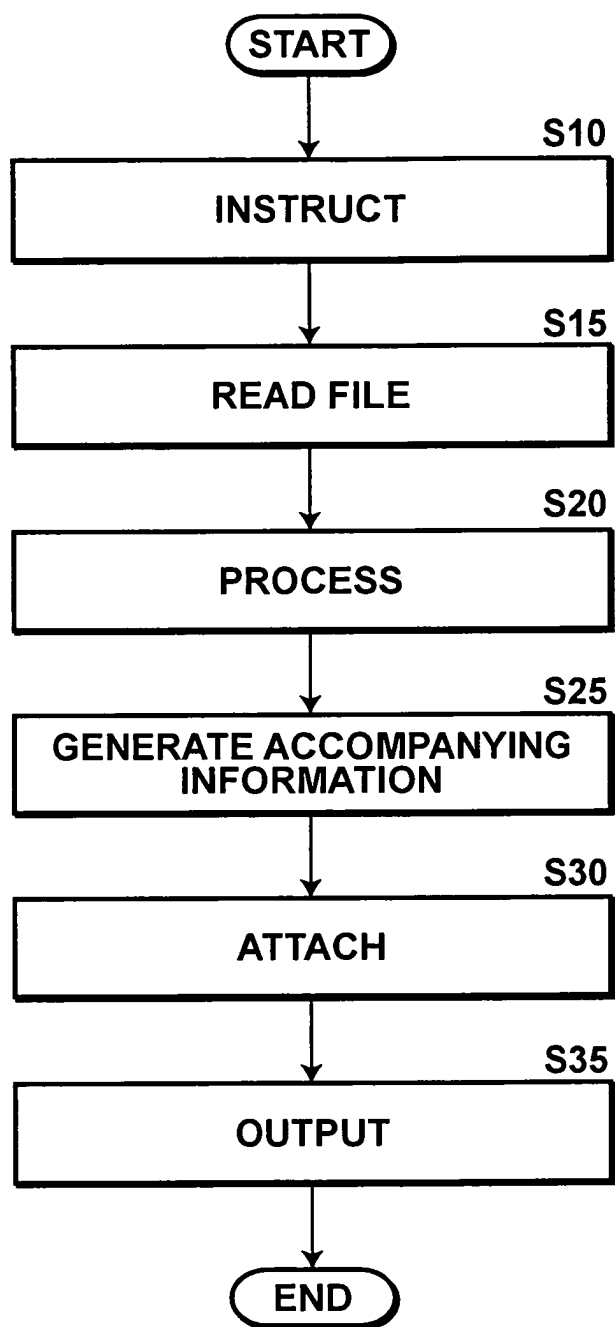 START
S10
INSTRUCT
S15
READ FILE
S20
PROCESS
S25
GENERATE ACCOMPANYING
INFORMATION
S30
ATTACH
S35
OUTPUT
END